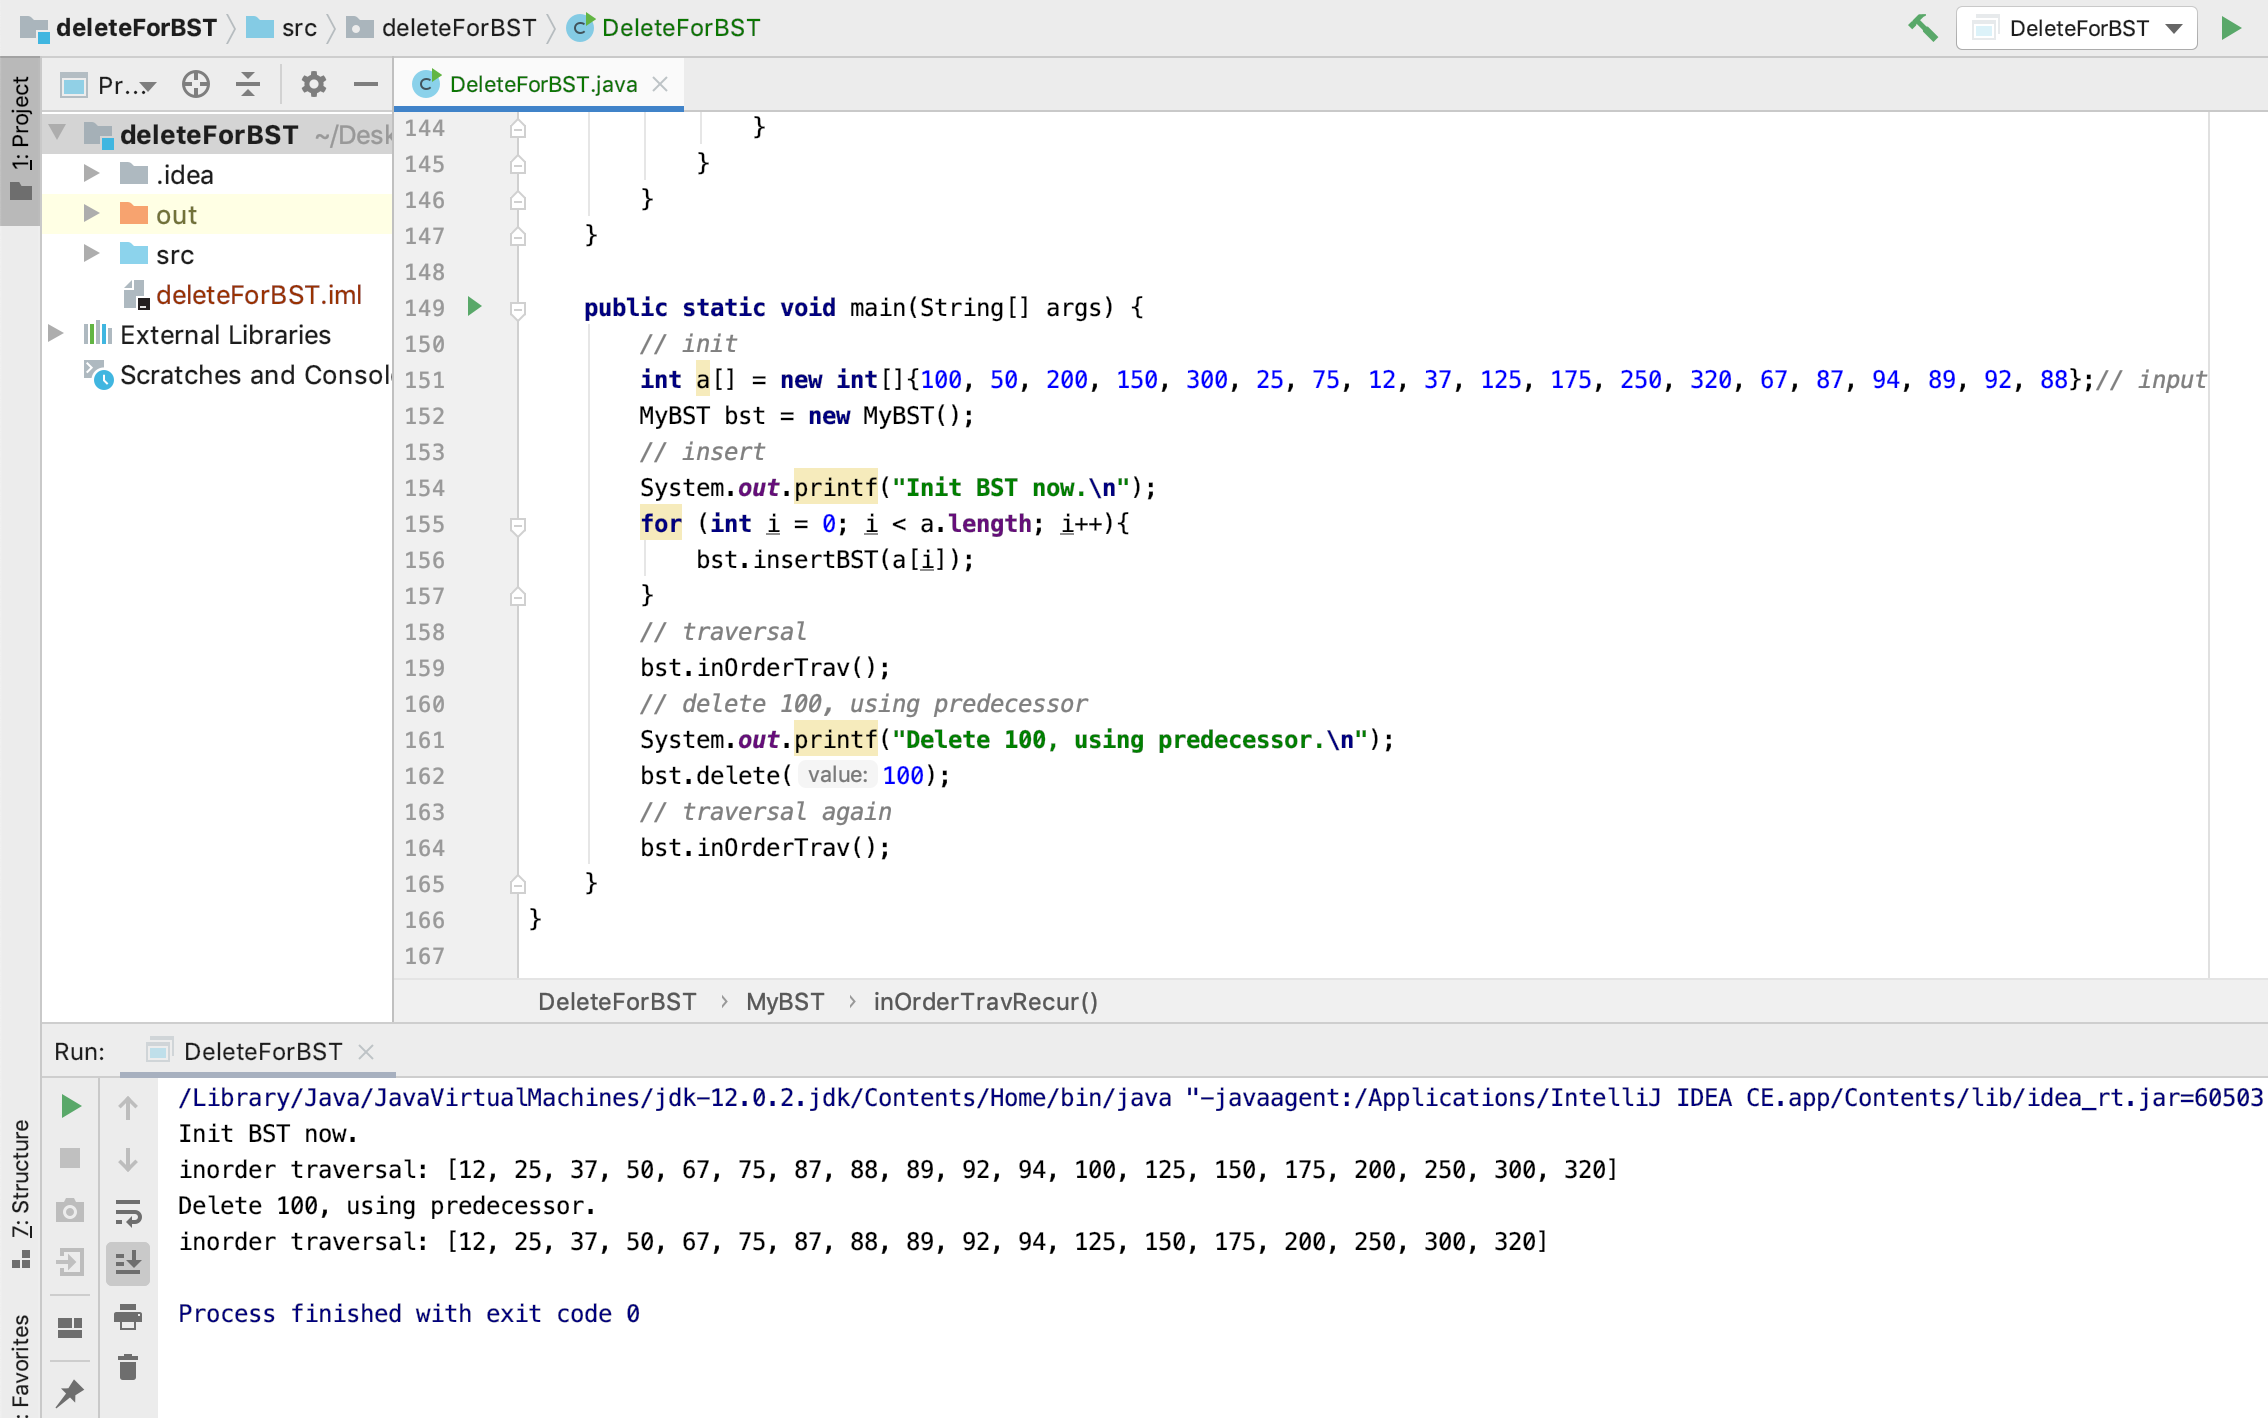 deleteForBST src deleteForBST DeleteForBST DeleteForBST
1: Project
Pr... DeleteForBST.java
deleteForBST ~/Desk
.idea
out
src
deleteForBST.iml
External Libraries
Scratches and Consol
144 }
145 }
146 }
147 }
148
149 public static void main(String[] args) {
150 // init
151 int a[] = new int[]{100, 50, 200, 150, 300, 25, 75, 12, 37, 125, 175, 250, 320, 67, 87, 94, 89, 92, 88};// input
152 MyBST bst = new MyBST();
153 // insert
154 System.out.printf("Init BST now.\n");
155 for (int i = 0; i < a.length; i++){
156 bst.insertBST(a[i]);
157 }
158 // traversal
159 bst.inOrderTrav();
160 // delete 100, using predecessor
161 System.out.printf("Delete 100, using predecessor.\n");
162 bst.delete( value: 100);
163 // traversal again
164 bst.inOrderTrav();
165 }
166 }
167
DeleteForBST › MyBST › inOrderTravRecur()
Run: DeleteForBST
/Library/Java/JavaVirtualMachines/jdk-12.0.2.jdk/Contents/Home/bin/java "-javaagent:/Applications/IntelliJ IDEA CE.app/Contents/lib/idea_rt.jar=60503
Init BST now.
inorder traversal: [12, 25, 37, 50, 67, 75, 87, 88, 89, 92, 94, 100, 125, 150, 175, 200, 250, 300, 320]
Delete 100, using predecessor.
inorder traversal: [12, 25, 37, 50, 67, 75, 87, 88, 89, 92, 94, 125, 150, 175, 200, 250, 300, 320]
Process finished with exit code 0
7: Structure
: Favorites